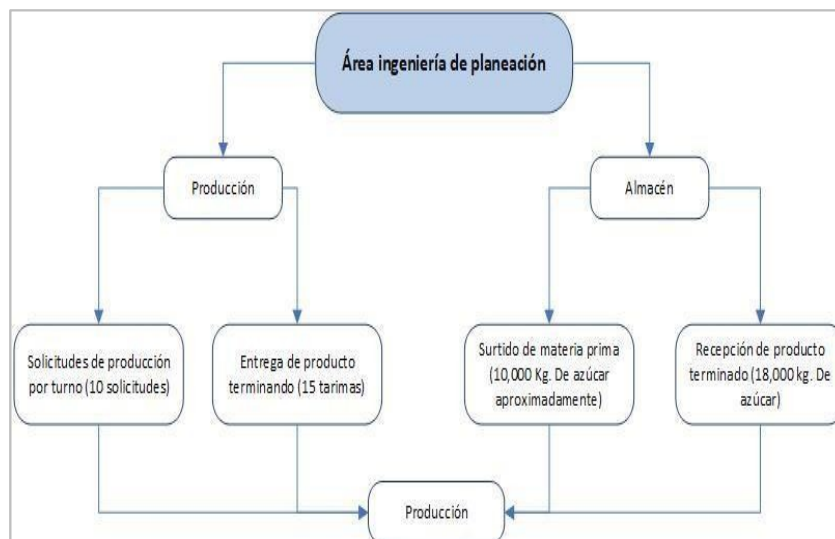 Área ingeniería de planeación
Producción
Almacén
Solicitudes de producción
por turno (10 solicitudes)
Entrega de producto
terminando (15 tarimas)
Surtido de materia prima
(10,000 Kg. De azúcar
aproximadamente)
Recepción de producto
terminado (18,000 kg. De
azúcar)
Producción